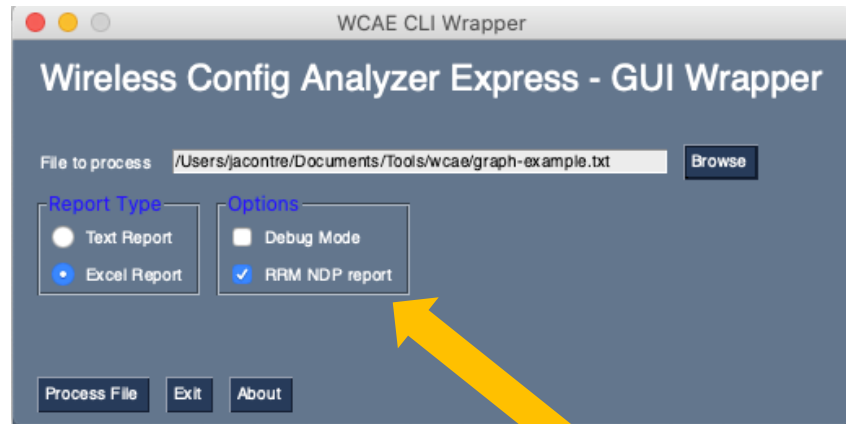 WCAE CLI Wrapper
Wireless Config Analyzer Express - GUI Wrapper
File to process /Users/jacontre/Documents/Tools/wcae/graph-example.txt Browse
Report Type Options
Text Report Debug Mode
Excel Report RRM NDP report
Process File Exit About